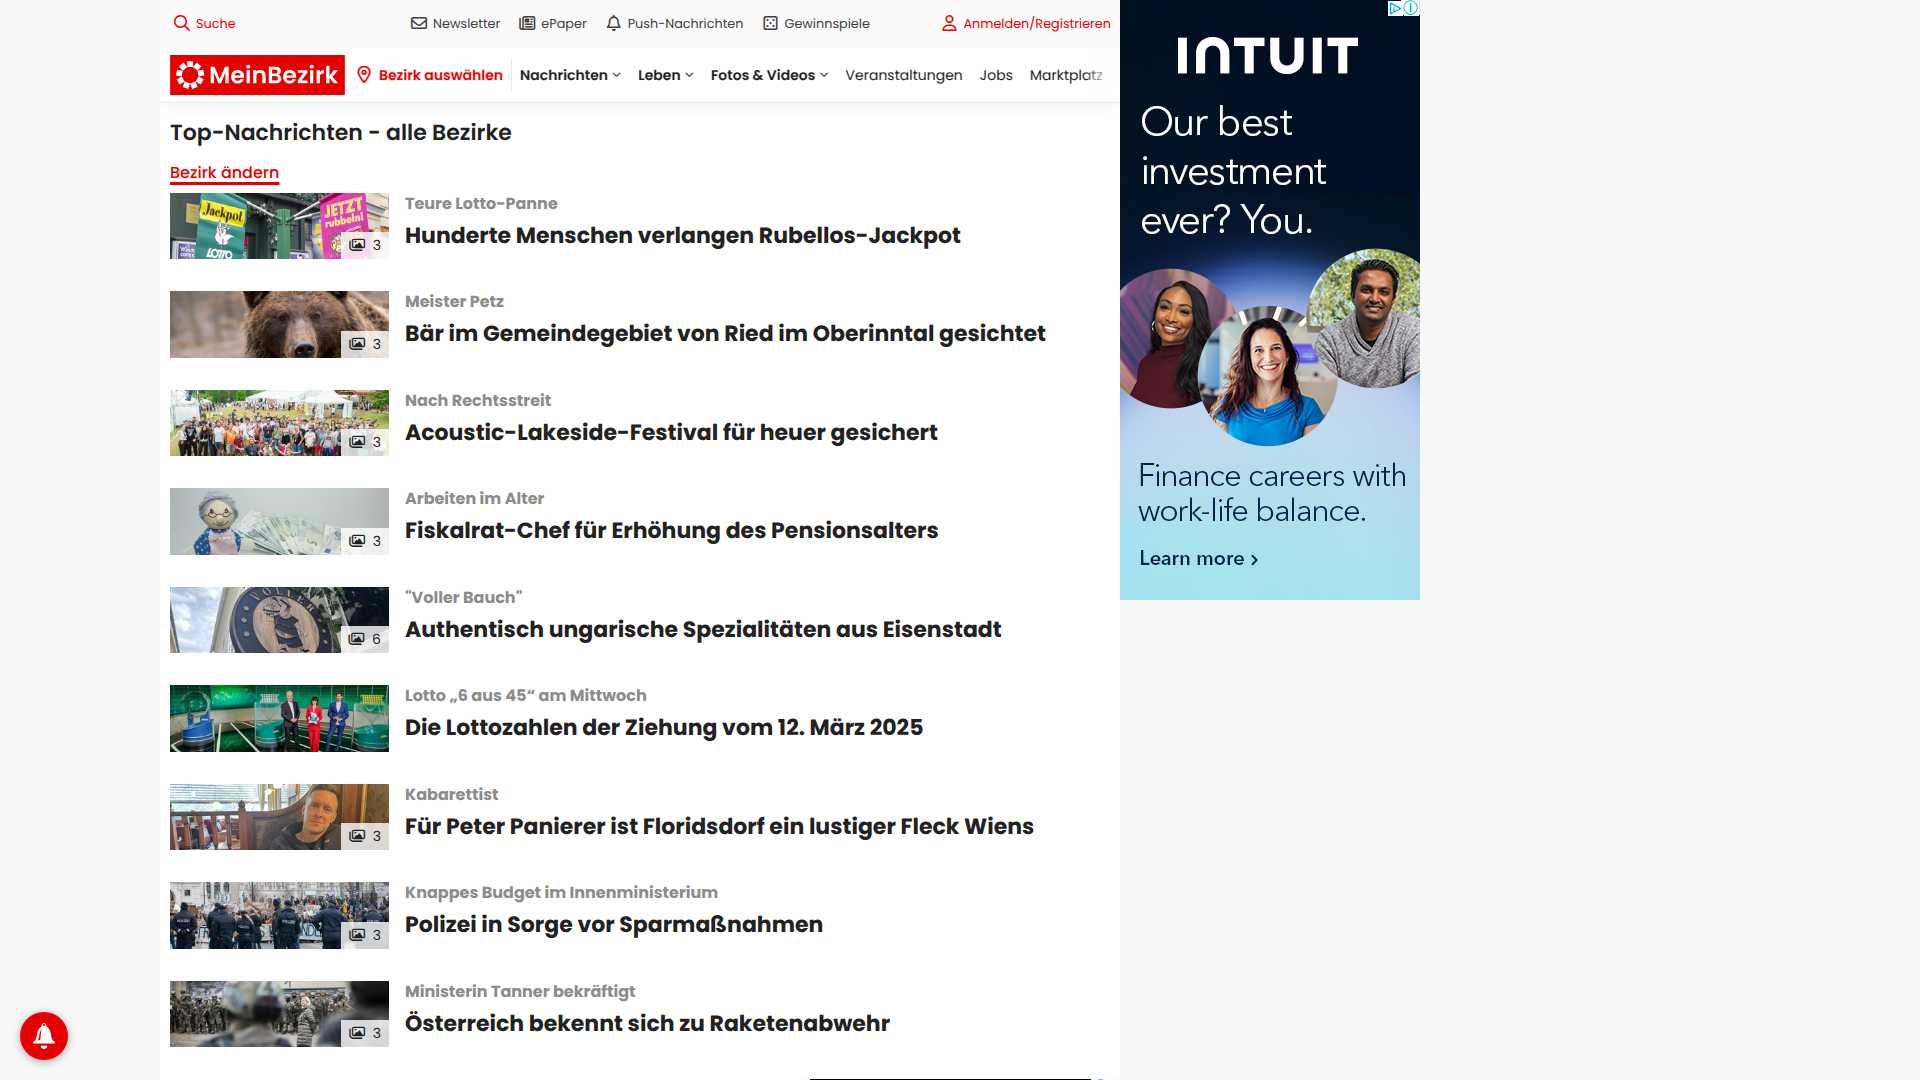 Suche
Newsletter
ePaper
Push-Nachrichten
Gewinnspiele
Anmelden/Registrieren
MeinBezirk
Bezirk auswählen
Nachrichten
Leben
Fotos & Videos
Veranstaltungen
Jobs
Marktplatz
Top-Nachrichten - alle Bezirke
Bezirk ändern
Jackpot
LOTTO
JETZT
rubbeln!
3
Teure Lotto-Panne
Hunderte Menschen verlangen Rubellos-Jackpot
3
Meister Petz
Bär im Gemeindegebiet von Ried im Oberinntal gesichtet
3
Nach Rechtsstreit
Acoustic-Lakeside-Festival für heuer gesichert
3
Arbeiten im Alter
Fiskalrat-Chef für Erhöhung des Pensionsalters
VOLLER
6
"Voller Bauch"
Authentisch ungarische Spezialitäten aus Eisenstadt
Lotto „6 aus 45“ am Mittwoch
Die Lottozahlen der Ziehung vom 12. März 2025
3
Kabarettist
Für Peter Panierer ist Floridsdorf ein lustiger Fleck Wiens
3
Knappes Budget im Innenministerium
Polizei in Sorge vor Sparmaßnahmen
3
Ministerin Tanner bekräftigt
Österreich bekennt sich zu Raketenabwehr
INTUIT
Our best
investment
ever? You.
Finance careers with
work-life balance.
Learn more ›